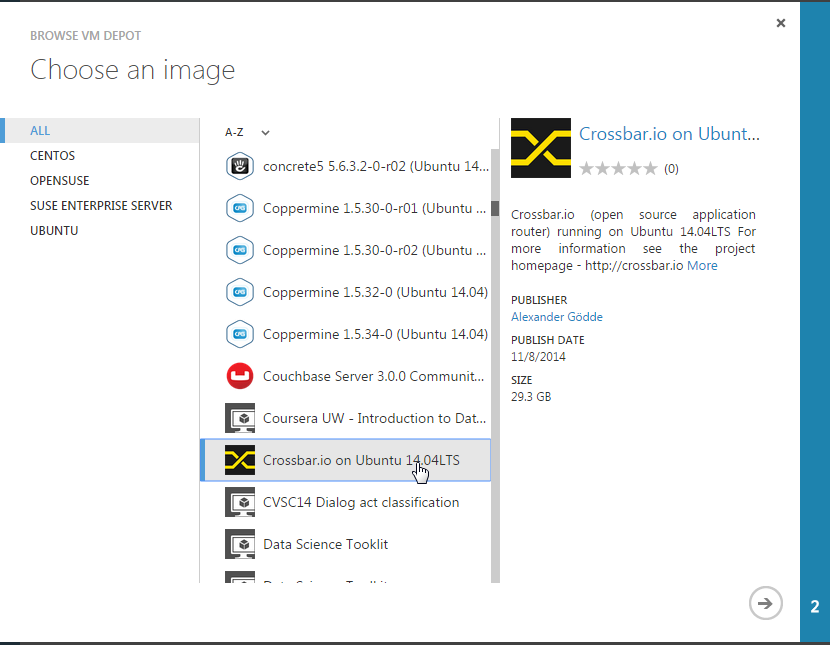 BROWSE VM DEPOT
Choose an image
ALL
CENTOS
OPENSUSE
SUSE ENTERPRISE SERVER
UBUNTU
A-Z
concrete5 5.6.3.2-0-r02 (Ubuntu 14...
Coppermine 1.5.30-0-r01 (Ubuntu ...
Coppermine 1.5.30-0-r02 (Ubuntu ...
Coppermine 1.5.32-0 (Ubuntu 14.04)
Coppermine 1.5.34-0 (Ubuntu 14.04)
Couchbase Server 3.0.0 Communit...
Coursera UW - Introduction to Dat...
Crossbar.io on Ubuntu 14.04LTS
CVSC14 Dialog act classification
Data Science Tooklit
Crossbar.io on Ubunt...
(0)
Crossbar.io (open source application
router) running on Ubuntu 14.04LTS For
more information see the project
homepage - http://crossbar.io More
PUBLISHER
Alexander Gödde
PUBLISH DATE
11/8/2014
SIZE
29.3 GB
2